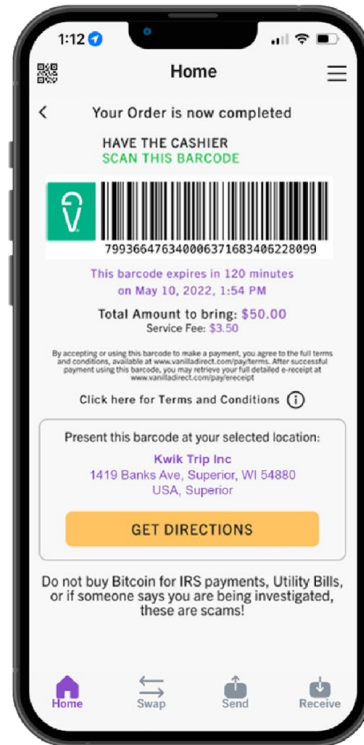 1:12
Home
Your Order is now completed
HAVE THE CASHIER
SCAN THIS BARCODE
799366476340006371683406228099
This barcode expires in 120 minutes
on May 10, 2022, 1:54 PM
Total Amount to bring: $50.00
Service Fee: $3.50
By accepting or using this barcode to make a payment, you agree to the full terms
and conditions, available at www.vanilladirect.com/pay/terms. After successful
payment using this barcode, you may retrieve your full detailed e-receipt at
www.vanilladirect.com/pay/ereceipt
Click here for Terms and Conditions
Present this barcode at your selected location:
Kwik Trip Inc
1419 Banks Ave, Superior, WI 54880
USA, Superior
GET DIRECTIONS
Do not buy Bitcoin for IRS payments, Utility Bills,
or if someone says you are being investigated,
these are scams!
Home
Swap
Send
Receive